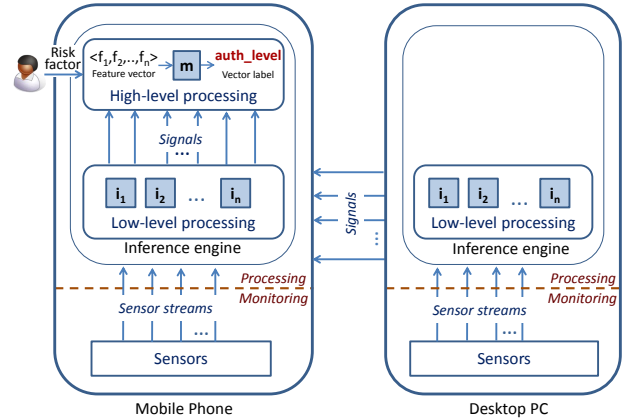 Risk
factor
<f1,f2,..,fn>
Feature vector
m
auth_level
Vector label
High-level processing
Signals
...
i1 i2 ... in
Low-level processing
Inference engine
Processing
Monitoring
Sensor streams
...
Sensors
Mobile Phone
Signals
...
i1 i2 ... in
Low-level processing
Inference engine
Processing
Monitoring
Sensor streams
...
Sensors
Desktop PC